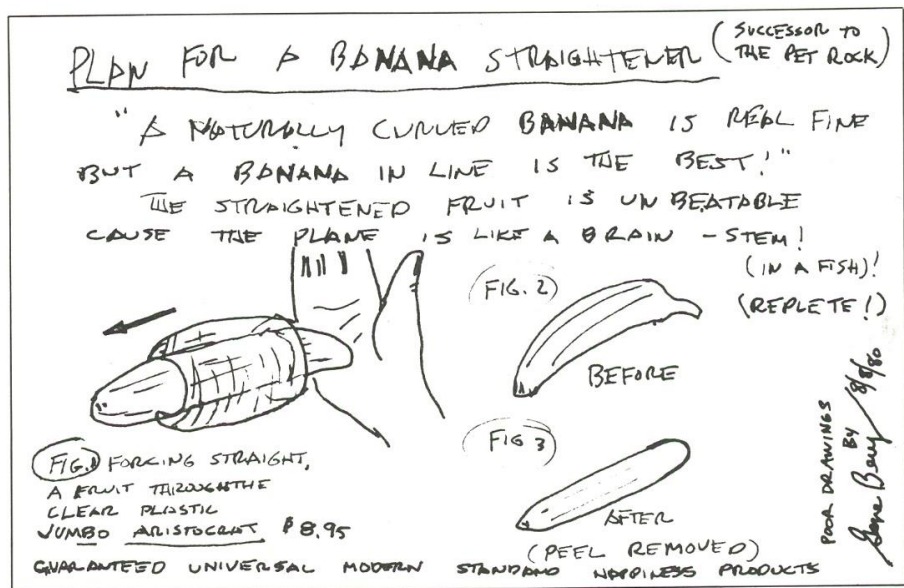 PLAN FOR A BANANA STRAIGHTENER (SUCCESSOR TO
THE PET ROCK)
"A NATURALLY CURVED BANANA IS REAL FINE
BUT A BANANA IN LINE IS THE BEST!"
THE STRAIGHTENED FRUIT IS UNBEATABLE
CAUSE THE PLANE IS LIKE A BRAIN-STEM!
(IN A FISH)!
(REPLETE!)
FIG. 2
BEFORE
FIG 3
AFTER
(PEEL REMOVED)
FIG. 1 FORCING STRAIGHT,
A FRUIT THROUGH THE
CLEAR PLASTIC
JUMBO ARISTOCRAT $8.95
GUARANTEED UNIVERSAL MODERN STANDARD HAPPINESS PRODUCTS
POOR DRAWINGS
BY
Gene 8/8/80